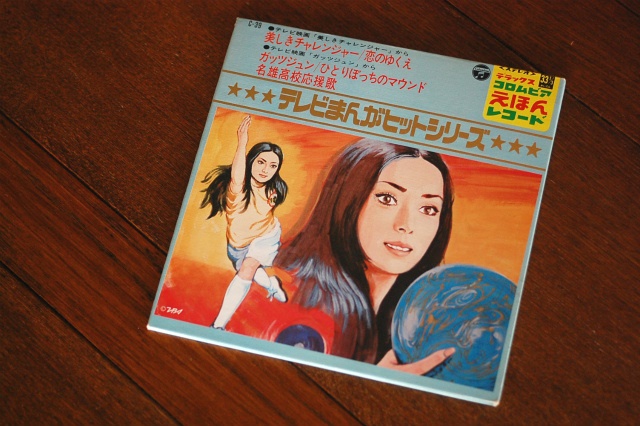 C-39
●テレビ映画「美しきチャレンジャー」から
美しきチャレンジャー/恋のゆくえ
●テレビ映画「ガッツジュン」から
ガッツジュン/ひとりぼっちのマウンド
名雄高校応援歌
デラックス
コロムビア
えほん
レコード
★★★テレビまんがヒットシリーズ★★★